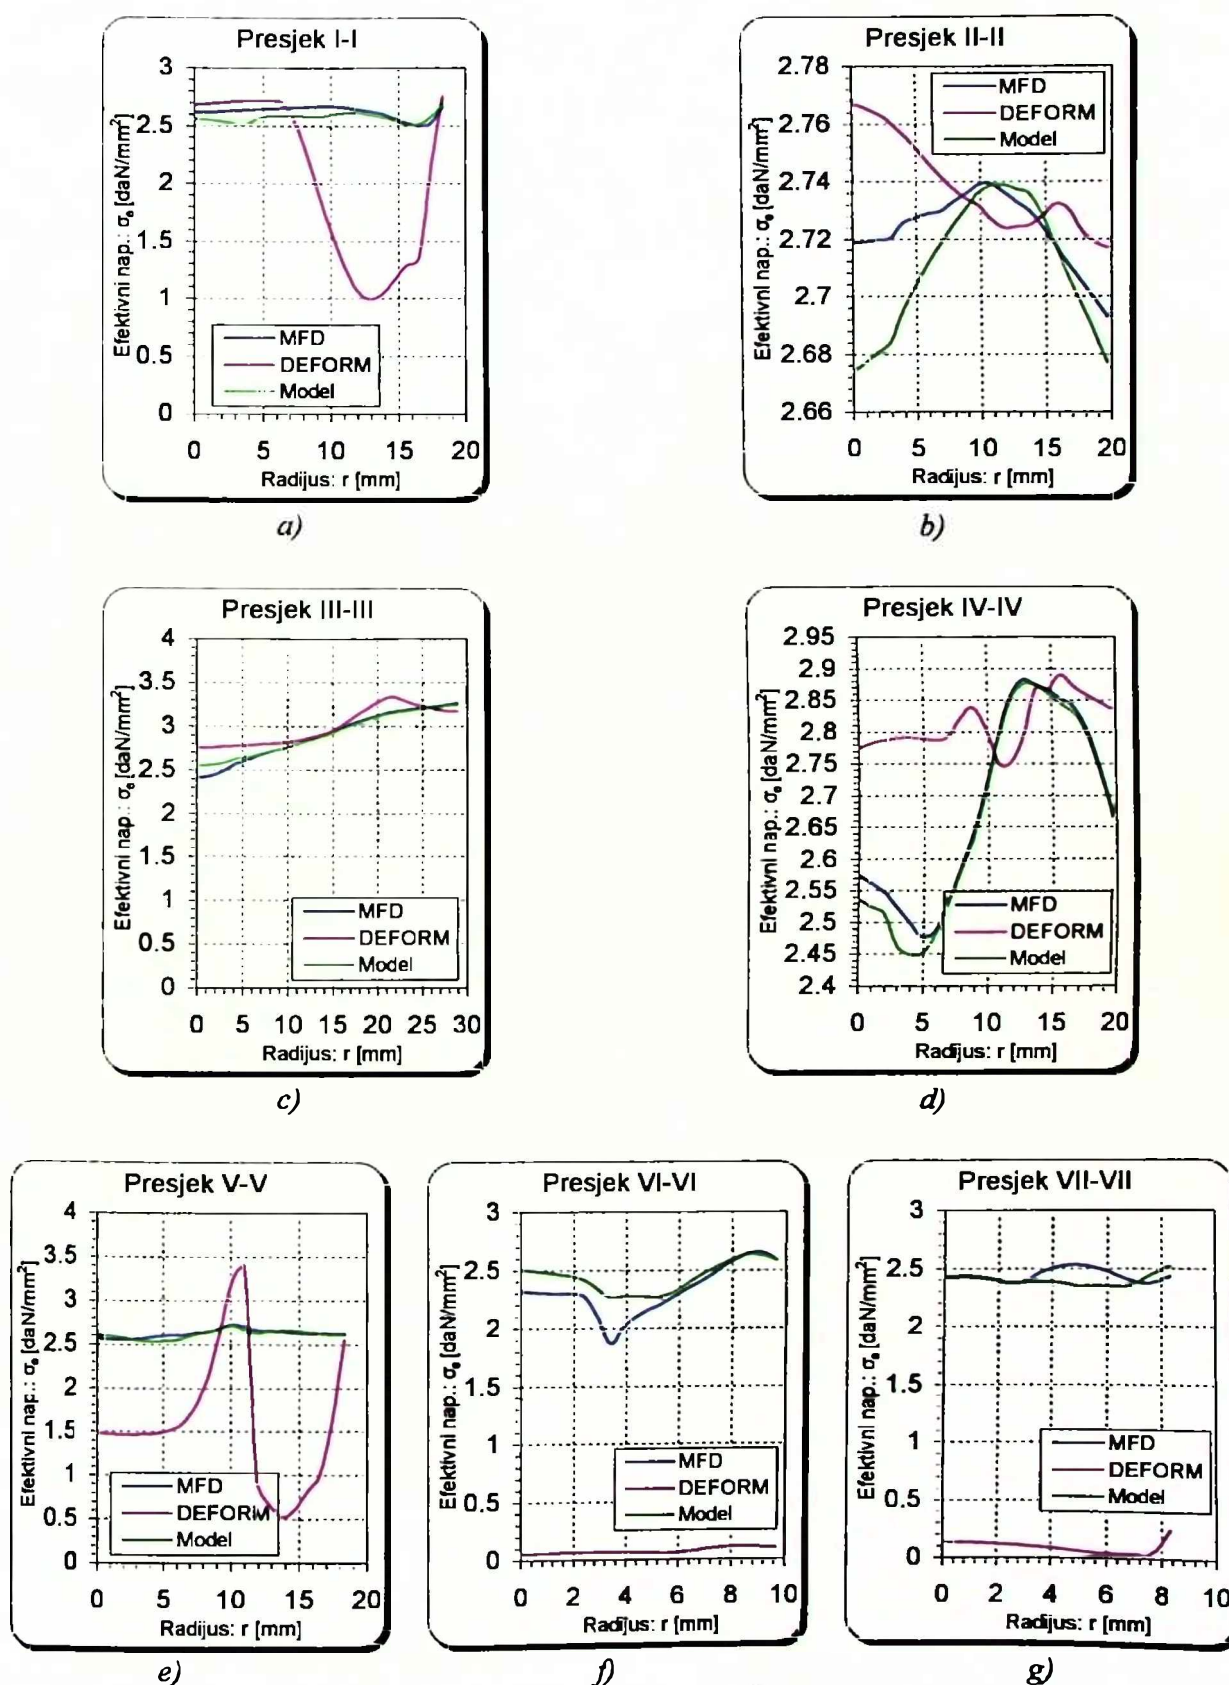 Presjek I-I
Efektivni nap.: σₑ [daN/mm²]
3
2.5
2
1.5
1
0.5
0
MFD
DEFORM
Model
0 5 10 15 20
Radijus: r [mm]
a)
Presjek II-II
Efektivni nap.: σₑ [daN/mm²]
2.78
2.76
2.74
2.72
2.7
2.68
2.66
MFD
DEFORM
Model
0 5 10 15 20
Radijus: r [mm]
b)
Presjek III-III
Efektivni nap.: σₑ [daN/mm²]
4
3.5
3
2.5
2
1.5
1
0.5
0
MFD
DEFORM
Model
0 5 10 15 20 25 30
Radijus: r [mm]
c)
Presjek IV-IV
Efektivni nap.: σₑ [daN/mm²]
2.95
2.9
2.85
2.8
2.75
2.7
2.65
2.6
2.55
2.5
2.45
2.4
MFD
DEFORM
Model
0 5 10 15 20
Radijus: r [mm]
d)
Presjek V-V
Efektivni nap.: σₑ [daN/mm²]
4
3.5
3
2.5
2
1.5
1
0.5
0
MFD
DEFORM
Model
0 5 10 15 20
Radijus: r [mm]
e)
Presjek VI-VI
Efektivni nap.: σₑ [daN/mm²]
3
2.5
2
1.5
1
0.5
0
MFD
DEFORM
Model
0 2 4 6 8 10
Radijus: r [mm]
f)
Presjek VII-VII
Efektivni nap.: σₑ [daN/mm²]
3
2.5
2
1.5
1
0.5
0
MFD
DEFORM
Model
0 2 4 6 8 10
Radijus: r [mm]
g)